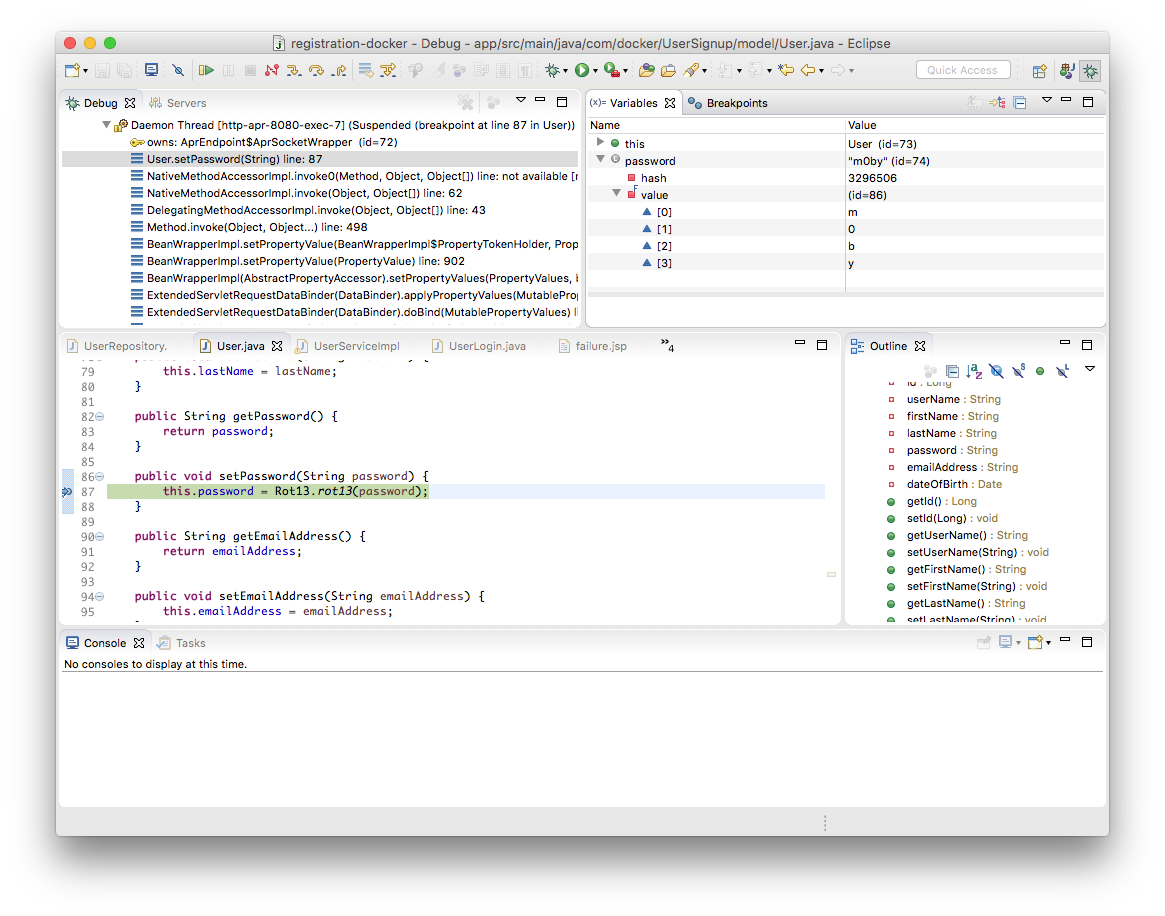 registration-docker - Debug - app/src/main/java/com/docker/UserSignup/model/User.java - Eclipse
Quick Access
Debug Servers
Daemon Thread [http-apr-8080-exec-7] (Suspended (breakpoint at line 87 in User))
owns: AprEndpoint$AprSocketWrapper (id=72)
User.setPassword(String) line: 87
NativeMethodAccessorImpl.invoke0(Method, Object, Object[]) line: not available [n
NativeMethodAccessorImpl.invoke(Object, Object[]) line: 62
DelegatingMethodAccessorImpl.invoke(Object, Object[]) line: 43
Method.invoke(Object, Object...) line: 498
BeanWrapperImpl.setPropertyValue(BeanWrapperImpl$PropertyTokenHolder, Prop
BeanWrapperImpl.setPropertyValue(PropertyValue) line: 902
BeanWrapperImpl(AbstractPropertyAccessor).setPropertyValues(PropertyValues, b
ExtendedServletRequestDataBinder(DataBinder).applyPropertyValues(MutableProp
ExtendedServletRequestDataBinder(DataBinder).doBind(MutablePropertyValues) li
(x)= Variables Breakpoints
Name Value
this User (id=73)
password "m0by" (id=74)
hash 3296506
value (id=86)
[0] m
[1] 0
[2] b
[3] y
UserRepository. User.java UserServiceImpl UserLogin.java failure.jsp »4
79 this.lastName = lastName;
80 }
81
82 public String getPassword() {
83 return password;
84 }
85
86 public void setPassword(String password) {
87 this.password = Rot13.rot13(password);
88 }
89
90 public String getEmailAddress() {
91 return emailAddress;
92 }
93
94 public void setEmailAddress(String emailAddress) {
95 this.emailAddress = emailAddress;
Outline
id : Long
userName : String
firstName : String
lastName : String
password : String
emailAddress : String
dateOfBirth : Date
getId() : Long
setId(Long) : void
getUserName() : String
setUserName(String) : void
getFirstName() : String
setFirstName(String) : void
getLastName() : String
setLastName(String) : void
Console Tasks
No consoles to display at this time.